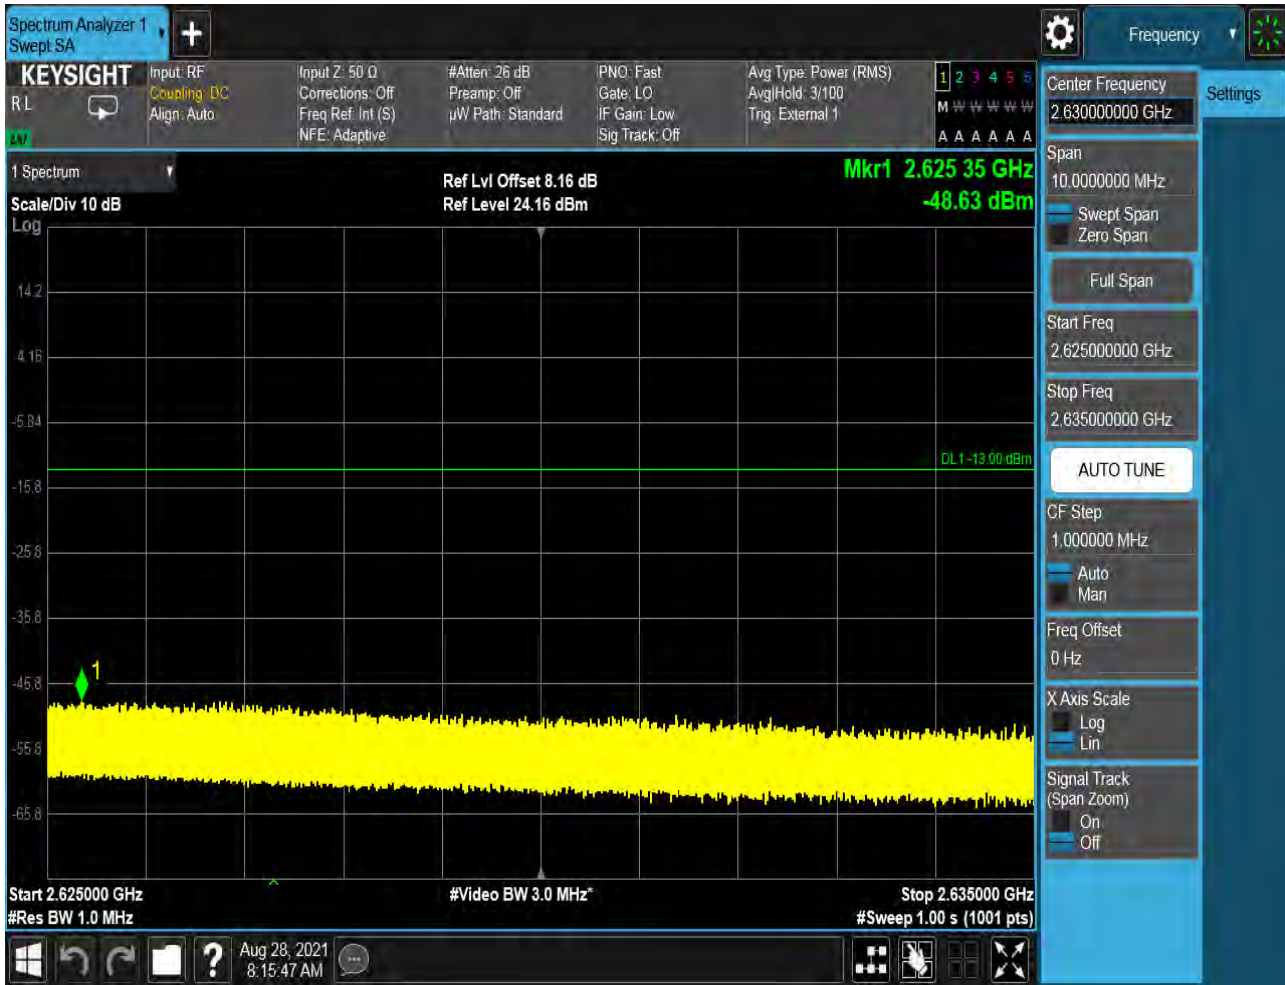 Spectrum Analyzer 1
Swept SA
Frequency
KEYSIGHT
R L
LNI
Input: RF
Coupling: DC
Align: Auto
Input Z: 50 Ω
Corrections: Off
Freq Ref: Int (S)
NFE: Adaptive
#Atten: 26 dB
Preamp: Off
µW Path: Standard
PNO: Fast
Gate: LO
IF Gain: Low
Sig Track: Off
Avg Type: Power (RMS)
Avg|Hold: 3/100
Trig: External 1
1 2 3 4 5 6
M W W W W W
A A A A A A
1 Spectrum
Scale/Div 10 dB
Log
Ref Lvl Offset 8.16 dB
Ref Level 24.16 dBm
Mkr1 2.625 35 GHz
-48.63 dBm
14.2
4.16
-5.84
DL1 -13.00 dBm
-15.8
-25.8
-35.8
1
-45.8
-55.8
-65.8
Start 2.625000 GHz
#Video BW 3.0 MHz*
Stop 2.635000 GHz
#Res BW 1.0 MHz
#Sweep 1.00 s (1001 pts)
Aug 28, 2021
8:15:47 AM
Center Frequency
2.630000000 GHz
Settings
Span
10.0000000 MHz
Swept Span
Zero Span
Full Span
Start Freq
2.625000000 GHz
Stop Freq
2.635000000 GHz
AUTO TUNE
CF Step
1.000000 MHz
Auto
Man
Freq Offset
0 Hz
X Axis Scale
Log
Lin
Signal Track
(Span Zoom)
On
Off